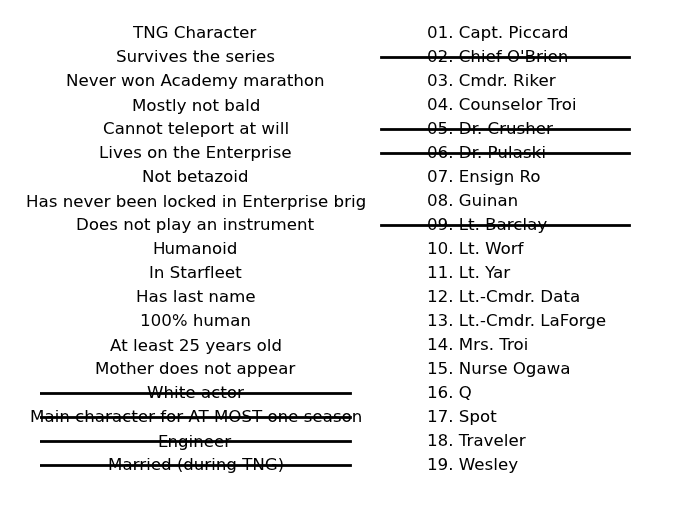 TNG Character
Survives the series
Never won Academy marathon
Mostly not bald
Cannot teleport at will
Lives on the Enterprise
Not betazoid
Has never been locked in Enterprise brig
Does not play an instrument
Humanoid
In Starfleet
Has last name
100% human
At least 25 years old
Mother does not appear
White actor
Main character for AT MOST one season
Engineer
Married (during TNG)
01. Capt. Piccard
02. Chief O'Brien
03. Cmdr. Riker
04. Counselor Troi
05. Dr. Crusher
06. Dr. Pulaski
07. Ensign Ro
08. Guinan
09. Lt. Barclay
10. Lt. Worf
11. Lt. Yar
12. Lt.-Cmdr. Data
13. Lt.-Cmdr. LaForge
14. Mrs. Troi
15. Nurse Ogawa
16. Q
17. Spot
18. Traveler
19. Wesley